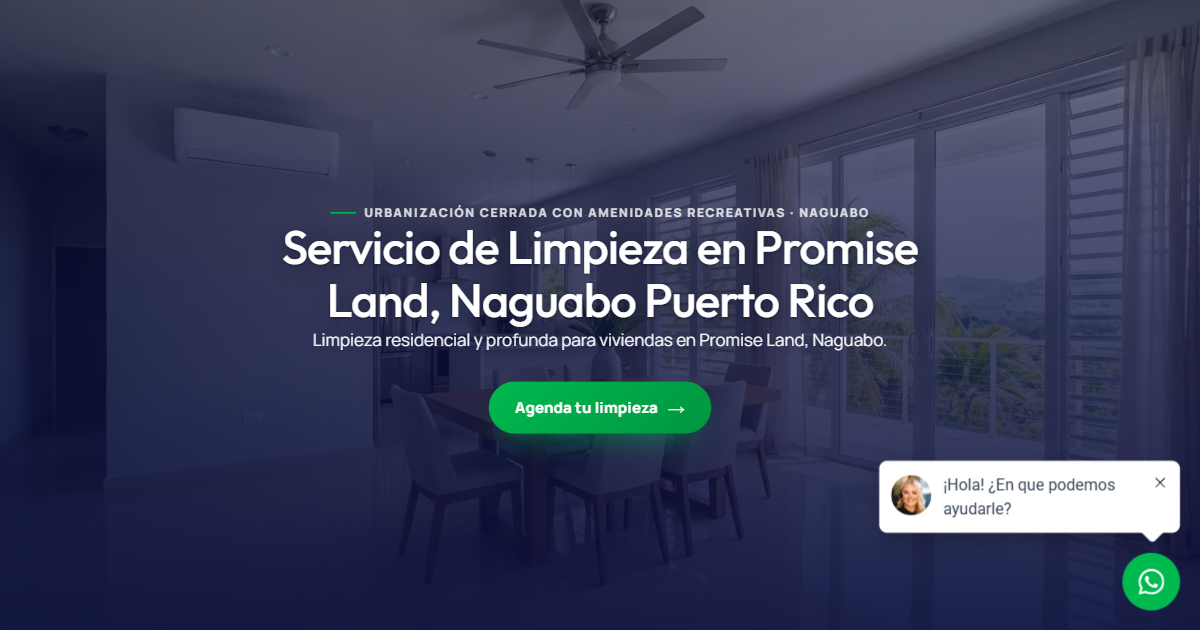 URBANIZACIÓN CERRADA CON AMENIDADES RECREATIVAS · NAGUABO
Servicio de Limpieza en Promise
Land, Naguabo Puerto Rico
Limpieza residencial y profunda para viviendas en Promise Land, Naguabo.
Agenda tu limpieza →
¡Hola! ¿En que podemos
ayudarle?